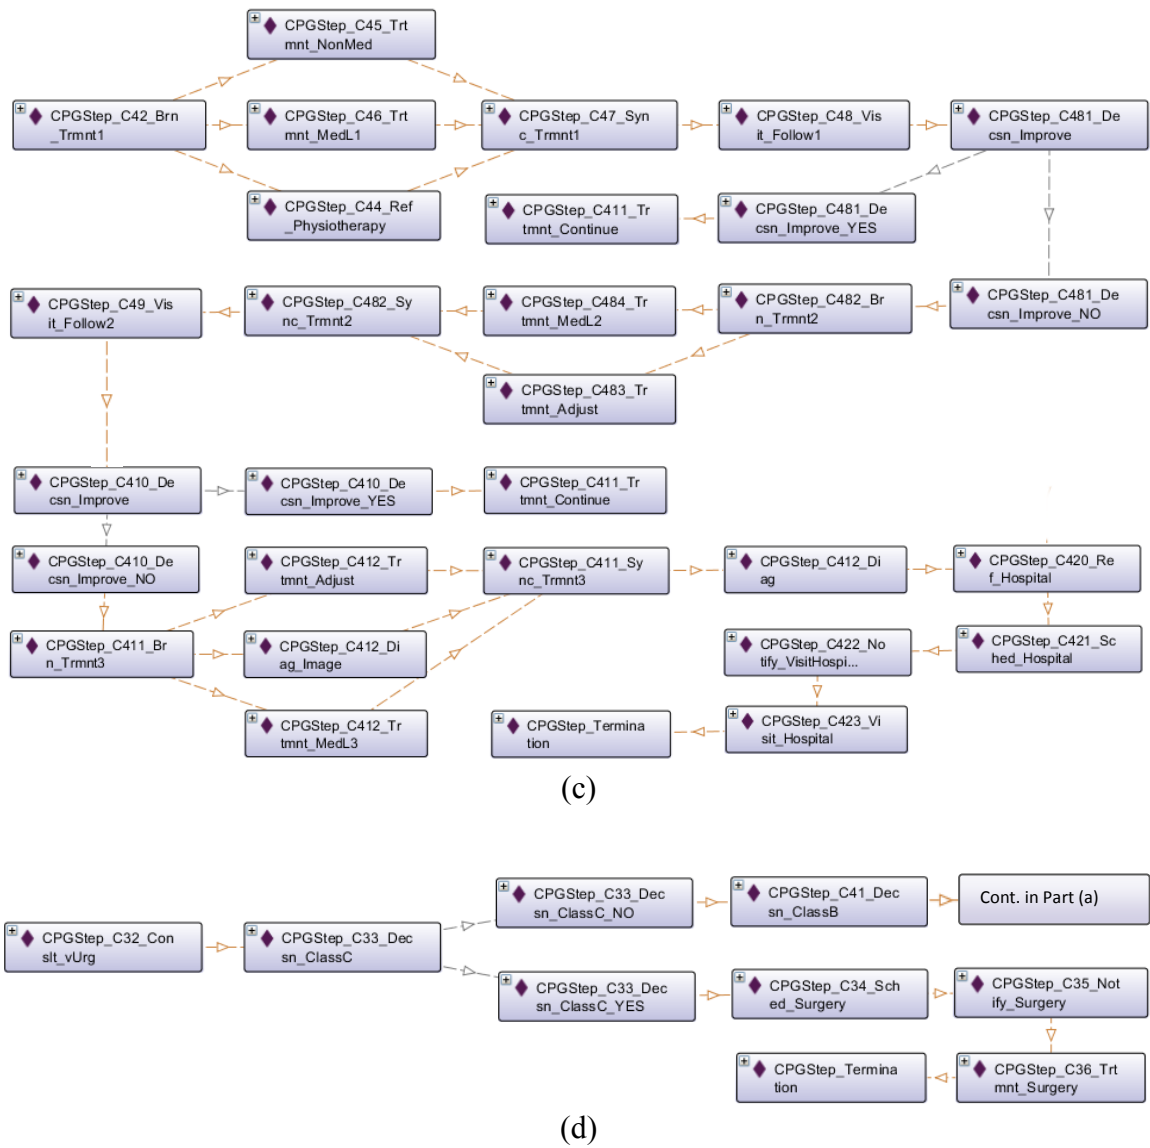 CPGStep_C45_Trt
mnt_NonMed
CPGStep_C42_Brn
_Trmnt1
CPGStep_C46_Trt
mnt_MedL1
CPGStep_C47_Syn
c_Trmnt1
CPGStep_C48_Vis
it_Follow1
CPGStep_C481_De
csn_Improve
CPGStep_C44_Ref
_Physiotherapy
CPGStep_C411_Tr
tmnt_Continue
CPGStep_C481_De
csn_Improve_YES
CPGStep_C49_Vis
it_Follow2
CPGStep_C482_Sy
nc_Trmnt2
CPGStep_C484_Tr
tmnt_MedL2
CPGStep_C482_Br
n_Trmnt2
CPGStep_C481_De
csn_Improve_NO
CPGStep_C483_Tr
tmnt_Adjust
CPGStep_C410_De
csn_Improve
CPGStep_C410_De
csn_Improve_YES
CPGStep_C411_Tr
tmnt_Continue
CPGStep_C410_De
csn_Improve_NO
CPGStep_C412_Tr
tmnt_Adjust
CPGStep_C411_Sy
nc_Trmnt3
CPGStep_C412_Di
ag
CPGStep_C420_Re
f_Hospital
CPGStep_C411_Br
n_Trmnt3
CPGStep_C412_Di
ag_Image
CPGStep_C422_No
tify_VisitHospi...
CPGStep_C421_Sc
hed_Hospital
CPGStep_C412_Tr
tmnt_MedL3
CPGStep_Termina
tion
CPGStep_C423_Vi
sit_Hospital
(c)
CPGStep_C33_Dec
sn_ClassC_NO
CPGStep_C41_Dec
sn_ClassB
Cont. in Part (a)
CPGStep_C32_Con
slt_vUrg
CPGStep_C33_Dec
sn_ClassC
CPGStep_C33_Dec
sn_ClassC_YES
CPGStep_C34_Sch
ed_Surgery
CPGStep_C35_Not
ify_Surgery
CPGStep_Termina
tion
CPGStep_C36_Trt
mnt_Surgery
(d)